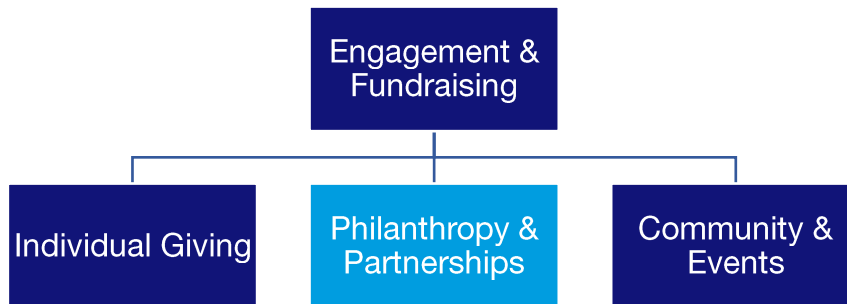 Engagement &
Fundraising
Individual Giving
Philanthropy &
Partnerships
Community &
Events